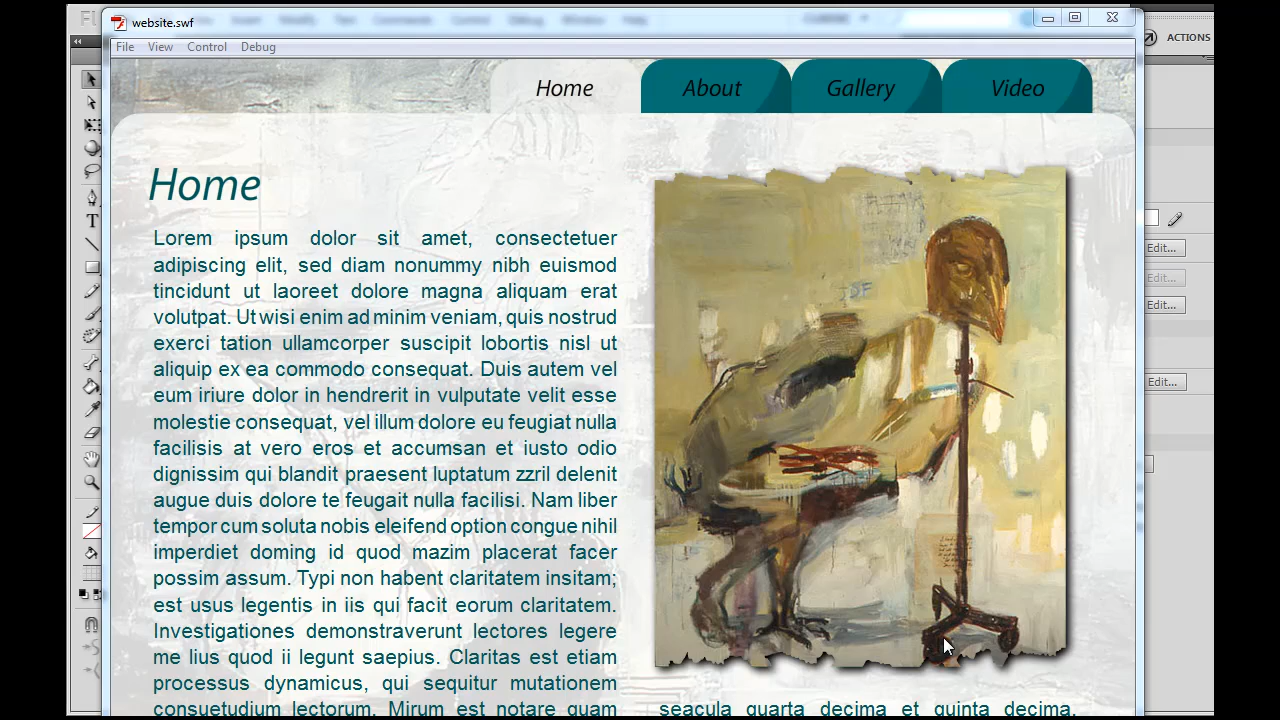 website.swf
File View Control Debug
ACTIONS
Home About Gallery Video
Home
Lorem ipsum dolor sit amet, consectetuer
adipiscing elit, sed diam nonummy nibh euismod
tincidunt ut laoreet dolore magna aliquam erat
volutpat. Ut wisi enim ad minim veniam, quis nostrud
exerci tation ullamcorper suscipit lobortis nisl ut
aliquip ex ea commodo consequat. Duis autem vel
eum iriure dolor in hendrerit in vulputate velit esse
molestie consequat, vel illum dolore eu feugiat nulla
facilisis at vero eros et accumsan et iusto odio
dignissim qui blandit praesent luptatum zzril delenit
augue duis dolore te feugait nulla facilisi. Nam liber
tempor cum soluta nobis eleifend option congue nihil
imperdiet doming id quod mazim placerat facer
possim assum. Typi non habent claritatem insitam;
est usus legentis in iis qui facit eorum claritatem.
Investigationes demonstraverunt lectores legere
me lius quod ii legunt saepius. Claritas est etiam
processus dynamicus, qui sequitur mutationem
consuetudium lectorum. Mirum est notare quam
seacula quarta decima et quinta decima.
Edit...
Edit...
Edit...
Edit...